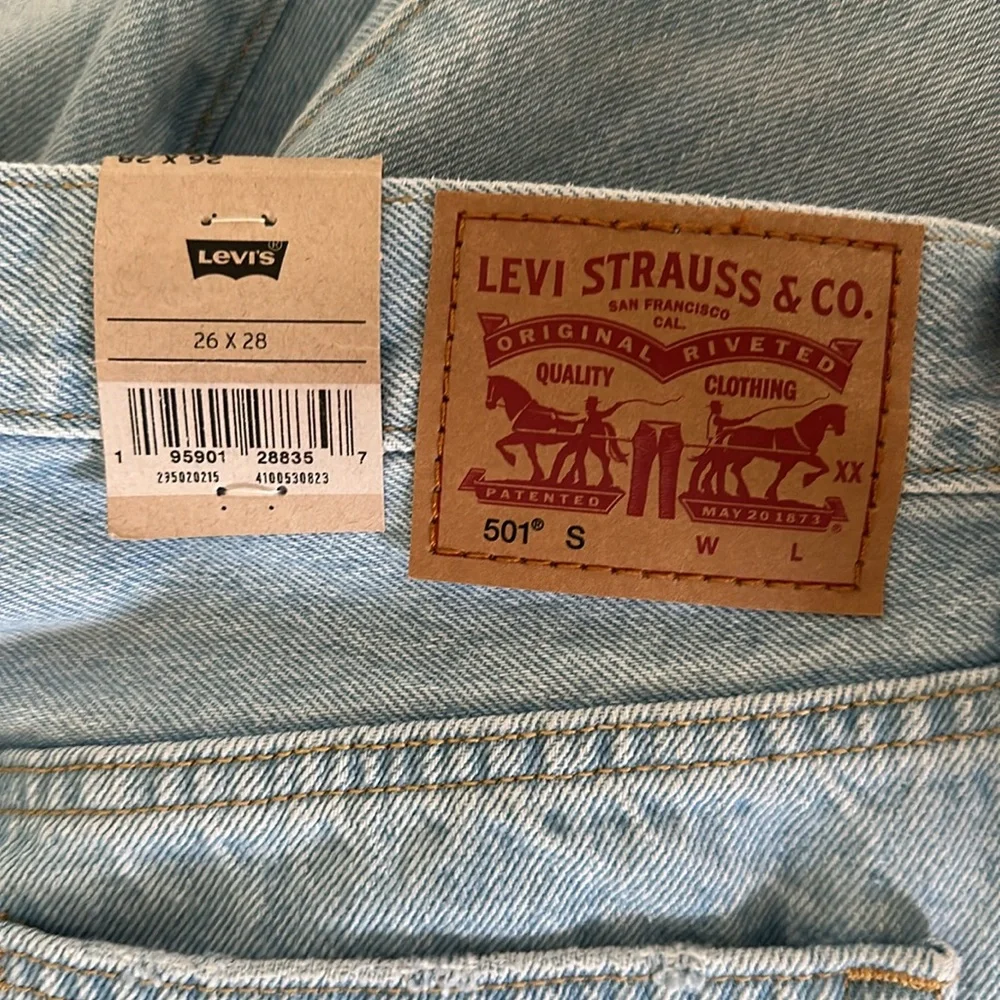 26 X 28
LEVI'S®
26 X 28
1 95901 28835 7
295020215 4100530823
LEVI STRAUSS & CO.
SAN FRANCISCO
CAL.
ORIGINAL RIVETED
QUALITY CLOTHING
XX
PATENTED MAY 20 1873 ®
501® S W L